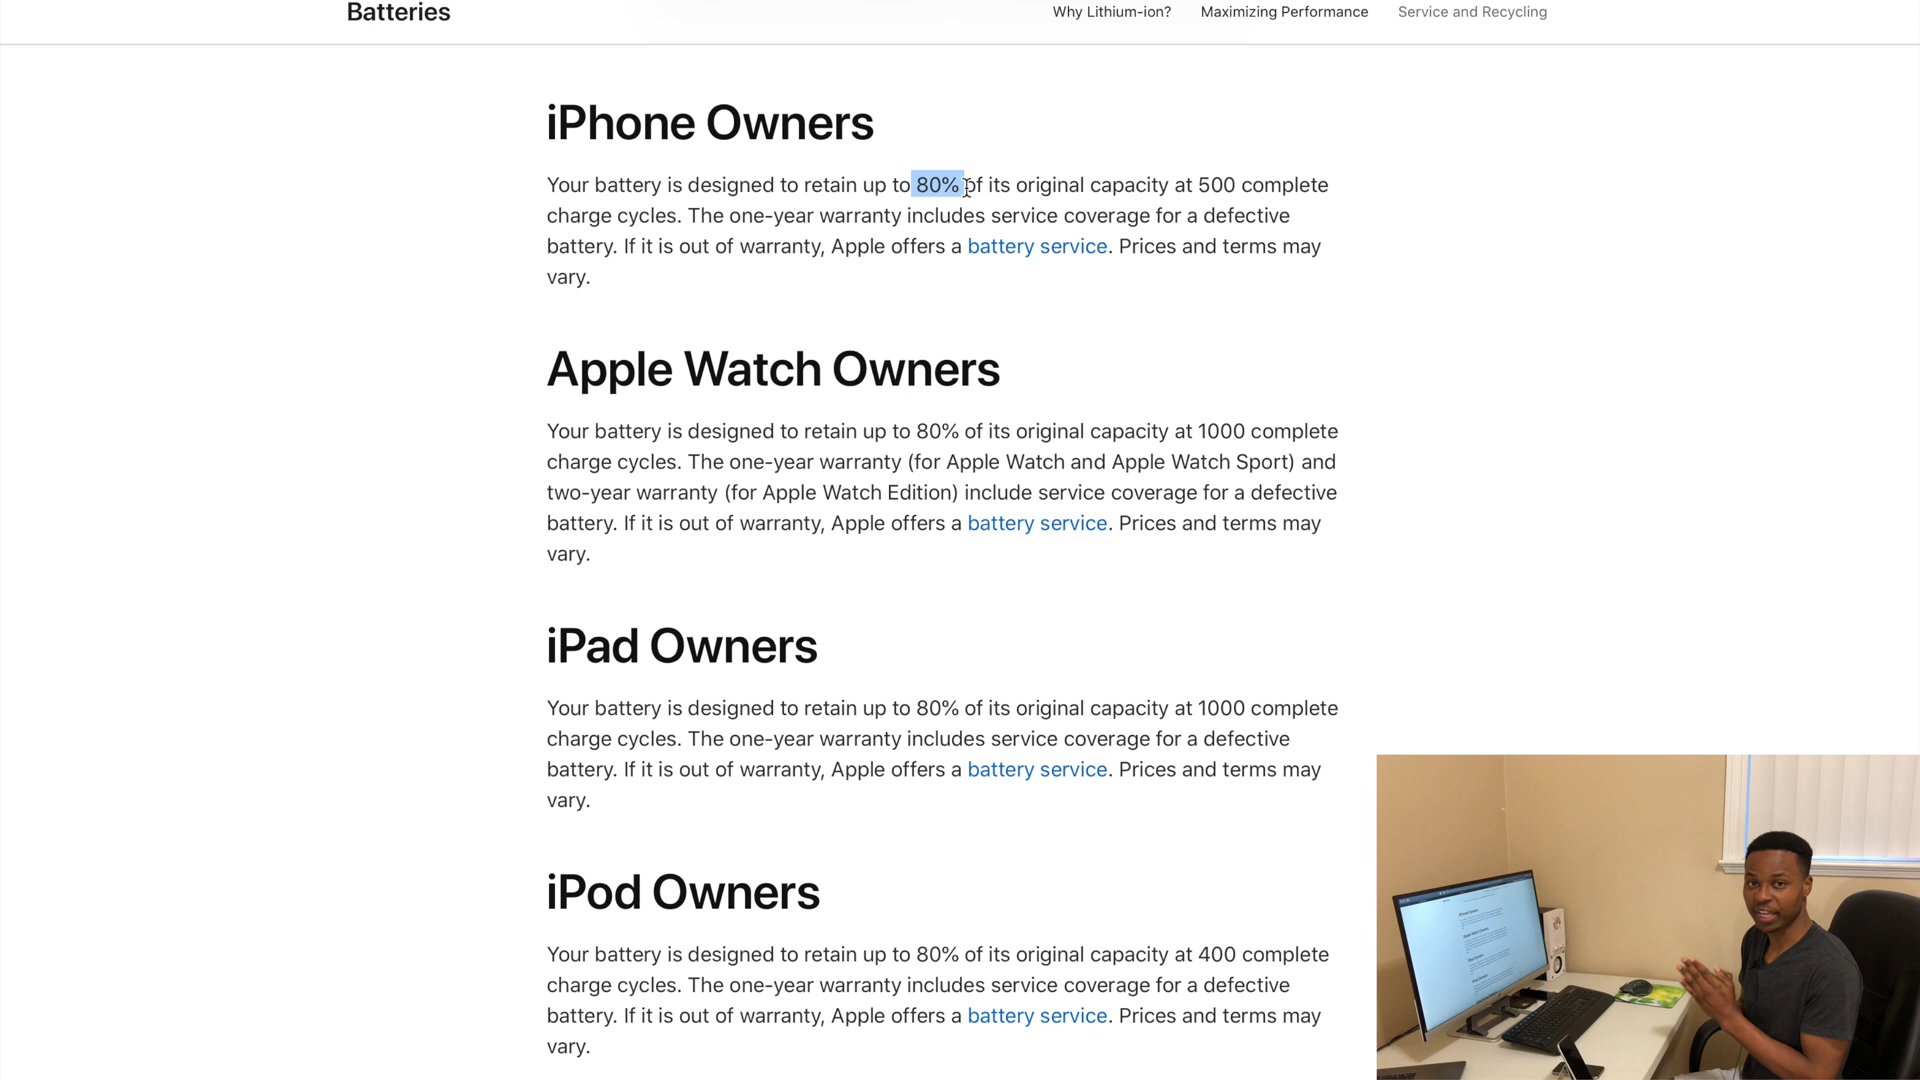 Batteries
Why Lithium-ion? Maximizing Performance Service and Recycling
iPhone Owners
Your battery is designed to retain up to 80% of its original capacity at 500 complete
charge cycles. The one-year warranty includes service coverage for a defective
battery. If it is out of warranty, Apple offers a battery service. Prices and terms may
vary.
Apple Watch Owners
Your battery is designed to retain up to 80% of its original capacity at 1000 complete
charge cycles. The one-year warranty (for Apple Watch and Apple Watch Sport) and
two-year warranty (for Apple Watch Edition) include service coverage for a defective
battery. If it is out of warranty, Apple offers a battery service. Prices and terms may
vary.
iPad Owners
Your battery is designed to retain up to 80% of its original capacity at 1000 complete
charge cycles. The one-year warranty includes service coverage for a defective
battery. If it is out of warranty, Apple offers a battery service. Prices and terms may
vary.
iPod Owners
Your battery is designed to retain up to 80% of its original capacity at 400 complete
charge cycles. The one-year warranty includes service coverage for a defective
battery. If it is out of warranty, Apple offers a battery service. Prices and terms may
vary.